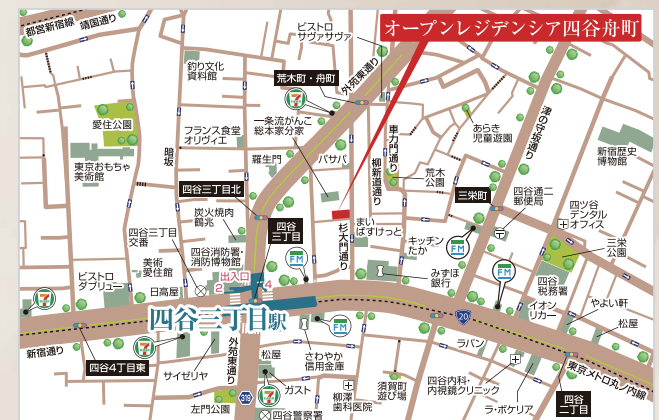 都営新宿線
靖国通り
ビストロ
サヴァサヴァ
オープンレジデンシア四谷舟町
釣り文化
資料館
荒木町・舟町
外苑東通り
愛住公園
フランス食堂
オリヴィエ
一条流がんこ
総本家分家
車力門通り
津の守坂通り
あらき
児童遊園
新宿歴史
博物館
暗坂
羅生門
バサバ
柳新道通り
荒木
公園
東京おもちゃ
美術館
四谷三丁目北
三栄町
四谷通二
郵便局
四ツ谷
デンタル
オフィス
炭火焼肉
鶴兆
四谷
三丁目
杉大門通り
まい
ばすけっと
キッチン
たか
三栄
公園
四谷三丁目
交番
四谷消防署・
消防博物館
FM
FM
FM
美術
愛住館
出入口
2
4
みずほ
銀行
四谷
税務署
ビストロ
ダブリュー
日高屋
イオン
リカー
やよい軒
四谷三丁目駅
FM
20
松屋
新宿通り
四谷4丁目東
サイゼリヤ
外苑東通り
松屋
さわやか
信用金庫
ラパン
東京メトロ丸ノ内線
ガスト
319
柳澤
歯科医院
須賀町
遊び場
四谷内科・
内視鏡クリニック
ラ・ボケリア
四谷
二丁目
左門公園
四谷警察署